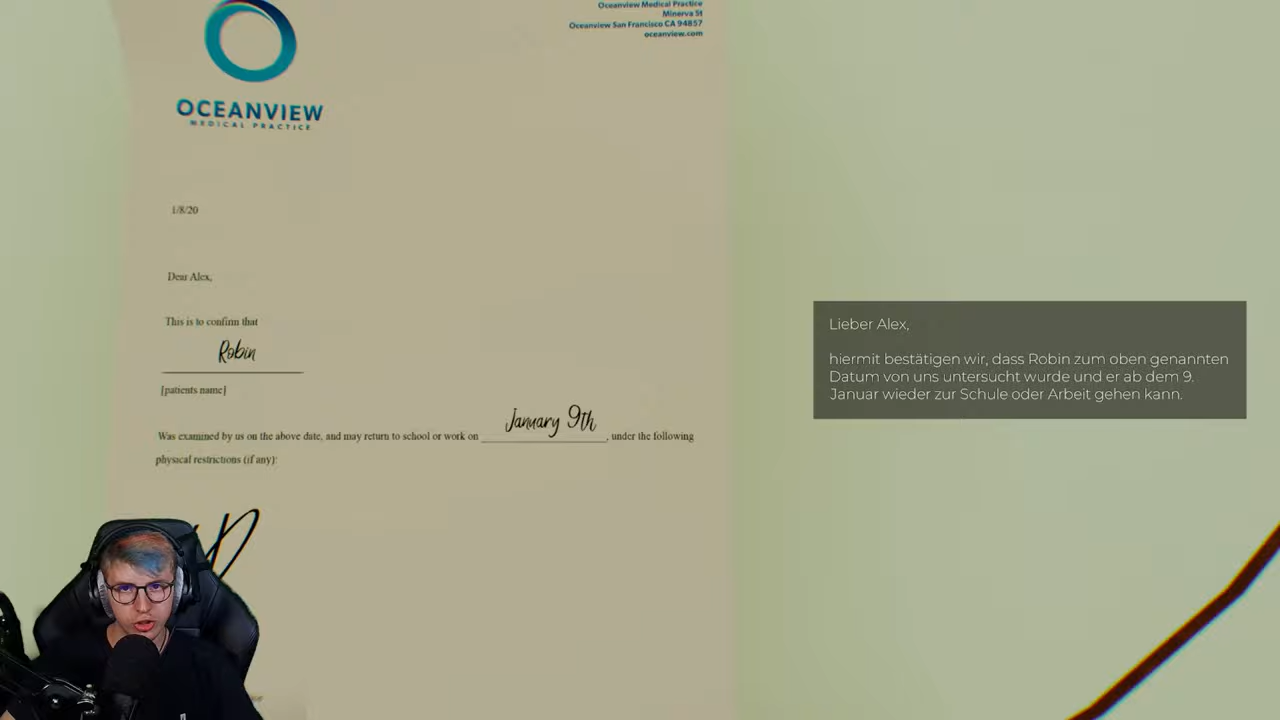 Oceanview Medical Practice
Minerva St
Oceanview San Francisco CA 94857
oceanview.com
OCEANVIEW
MEDICAL PRACTICE
1/8/20
Dear Alex,
This is to confirm that
Robin
[patients name]
Was examined by us on the above date, and may return to school or work on January 9th, under the following
physical restrictions (if any):
Lieber Alex,
hiermit bestätigen wir, dass Robin zum oben genannten
Datum von uns untersucht wurde und er ab dem 9.
Januar wieder zur Schule oder Arbeit gehen kann.